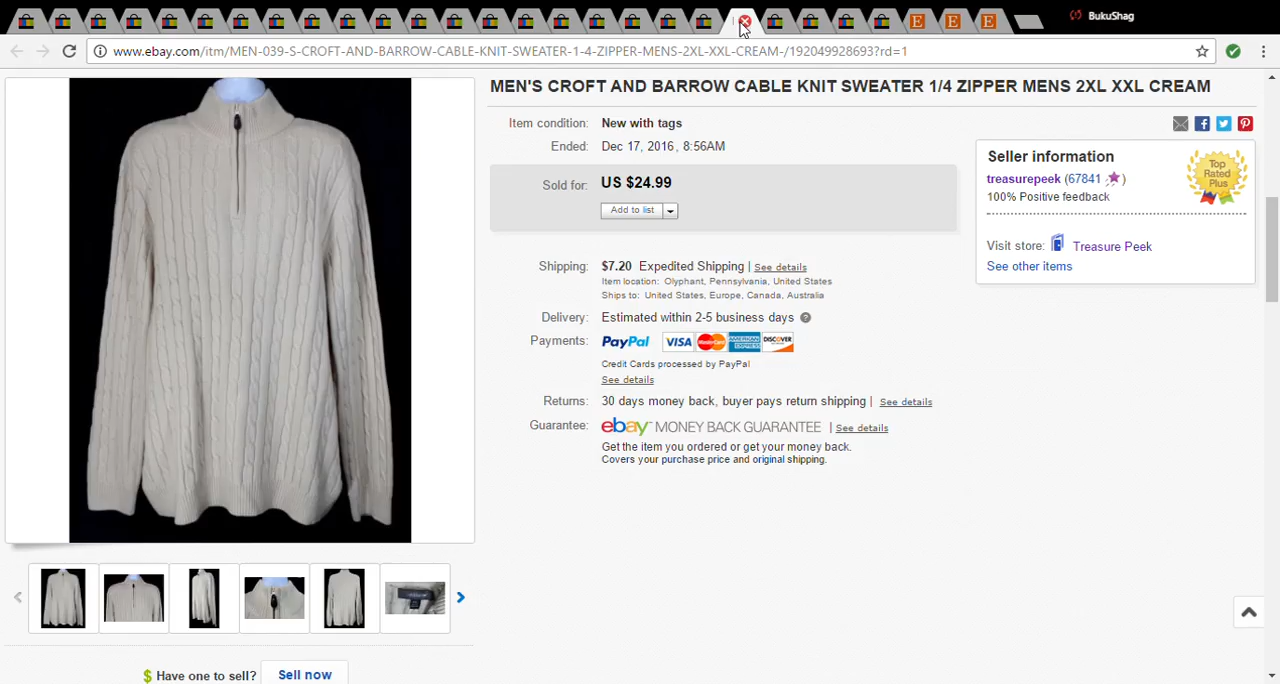 BukuShag
www.ebay.com/itm/MEN-039-S-CROFT-AND-BARROW-CABLE-KNIT-SWEATER-1-4-ZIPPER-MENS-2XL-XXL-CREAM-/192049928693?rd=1
MEN'S CROFT AND BARROW CABLE KNIT SWEATER 1/4 ZIPPER MENS 2XL XXL CREAM
Item condition: New with tags
Ended: Dec 17, 2016 , 8:56AM
Sold for: US $24.99
Add to list
Shipping: $7.20 Expedited Shipping | See details
Item location: Olyphant, Pennsylvania, United States
Ships to: United States, Europe, Canada, Australia
Delivery: Estimated within 2-5 business days ?
Payments: PayPal VISA MasterCard AMERICAN EXPRESS DISCOVER
Credit Cards processed by PayPal
See details
Returns: 30 days money back, buyer pays return shipping | See details
Guarantee: ebay MONEY BACK GUARANTEE | See details
Get the item you ordered or get your money back.
Covers your purchase price and original shipping.
Seller information
treasurepeek (67841 )
100% Positive feedback
Top
Rated
Plus
Visit store: Treasure Peek
See other items
$ Have one to sell? Sell now